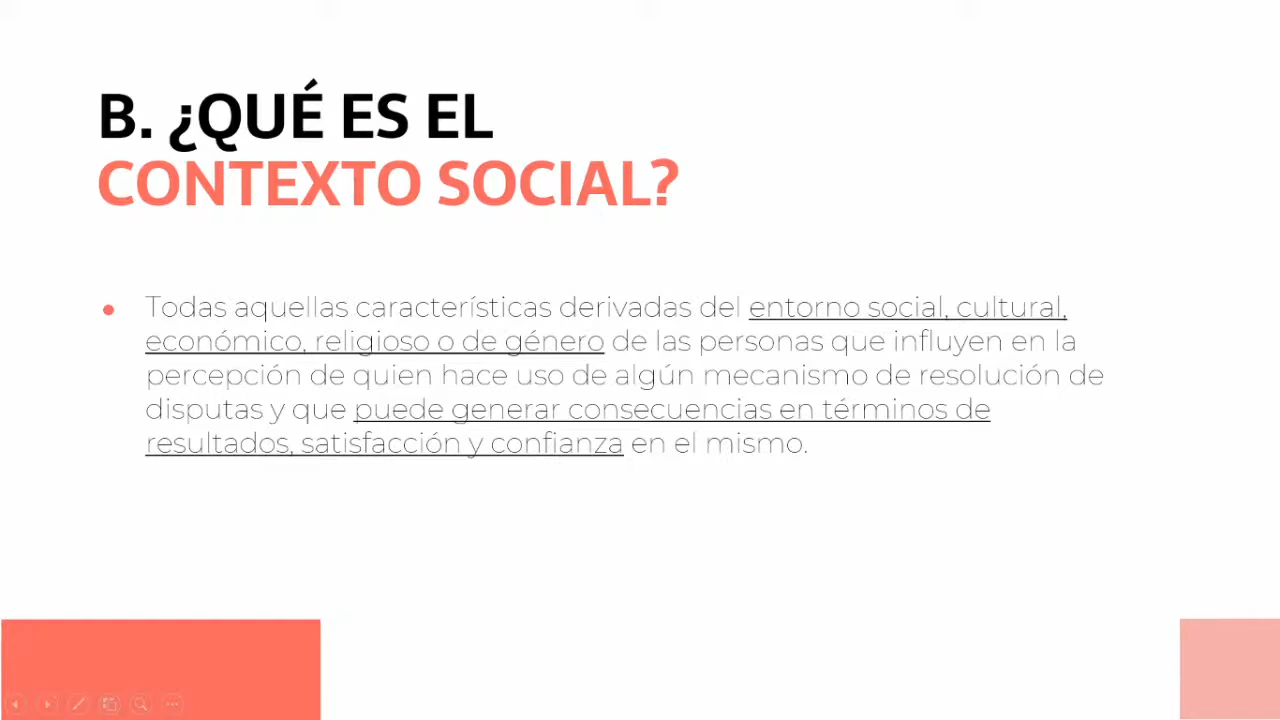 B. ¿QUÉ ES EL
CONTEXTO SOCIAL?
Todas aquellas características derivadas del entorno social, cultural,
económico, religioso o de género de las personas que influyen en la
percepción de quien hace uso de algún mecanismo de resolución de
disputas y que puede generar consecuencias en términos de
resultados, satisfacción y confianza en el mismo.